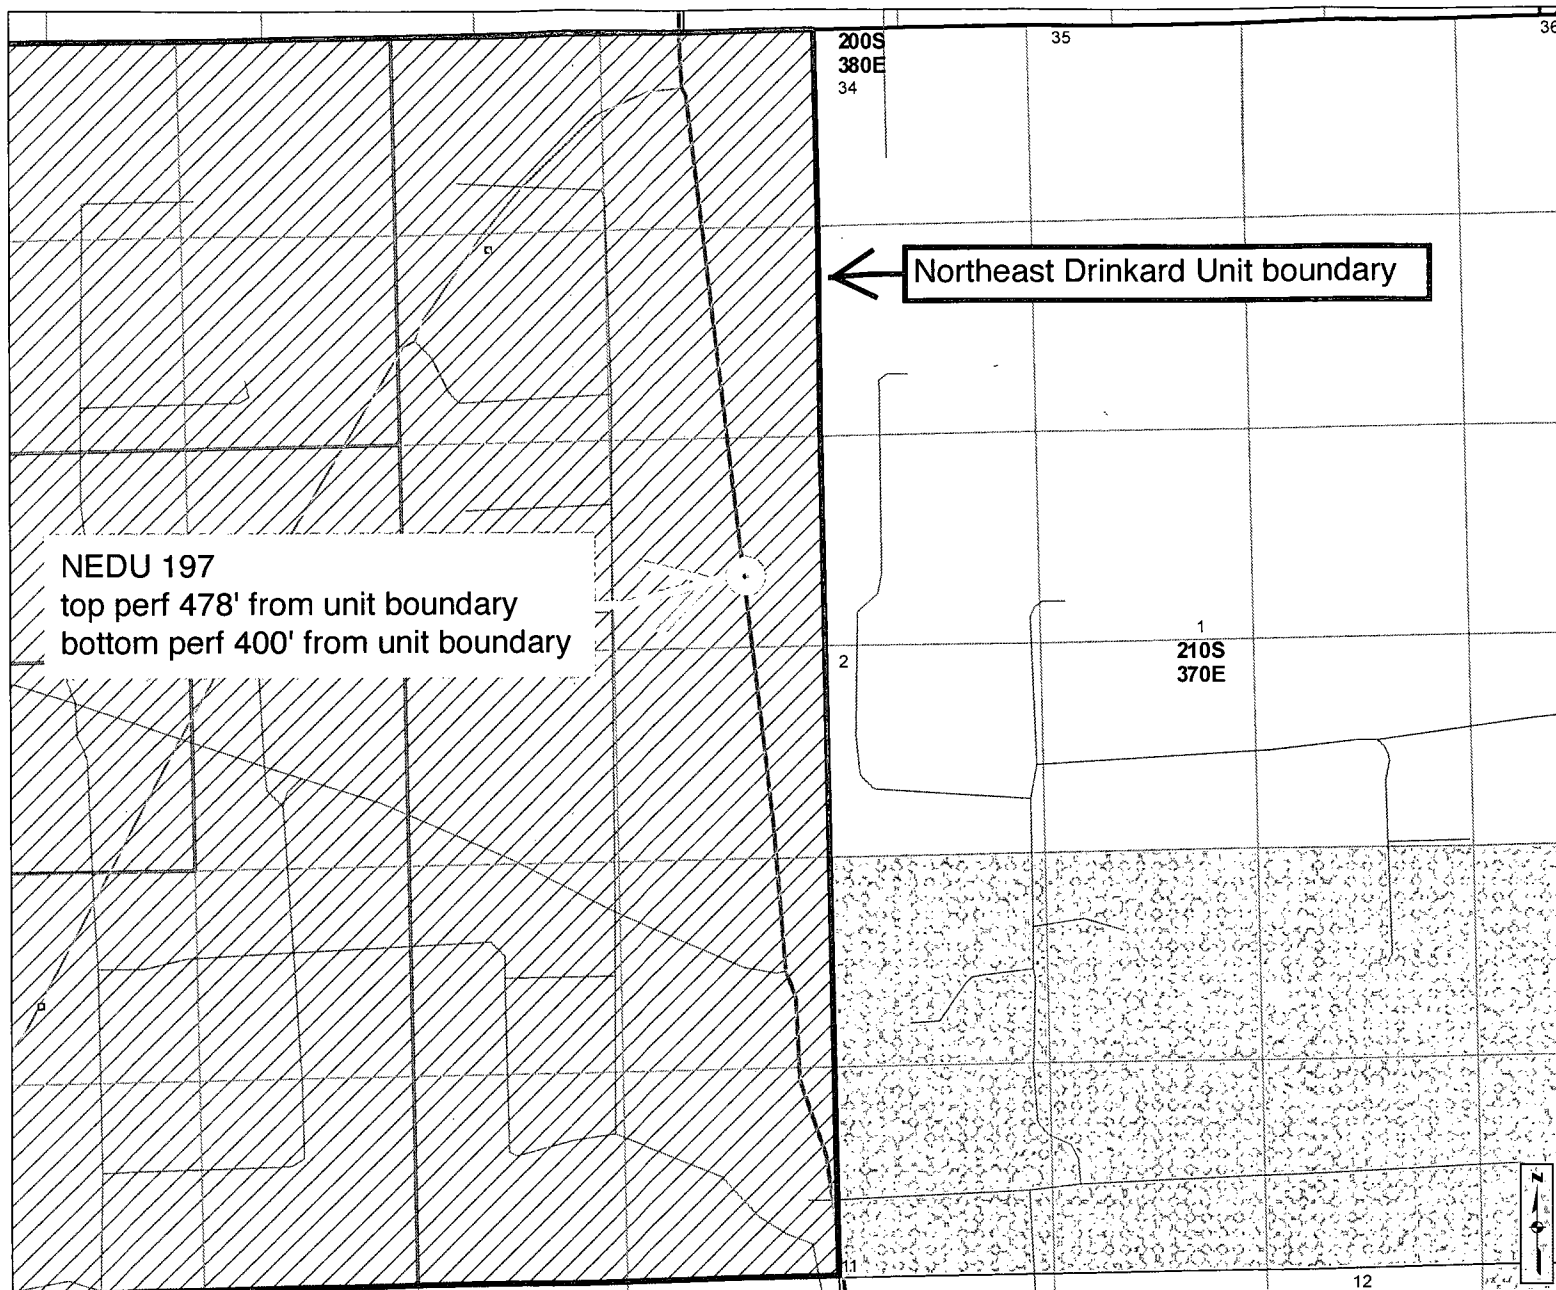 200S
380E
34
35
36
Northeast Drinkard Unit boundary
NEDU 197
top perf 478' from unit boundary
bottom perf 400' from unit boundary
1
210S
370E
2
11
12
N